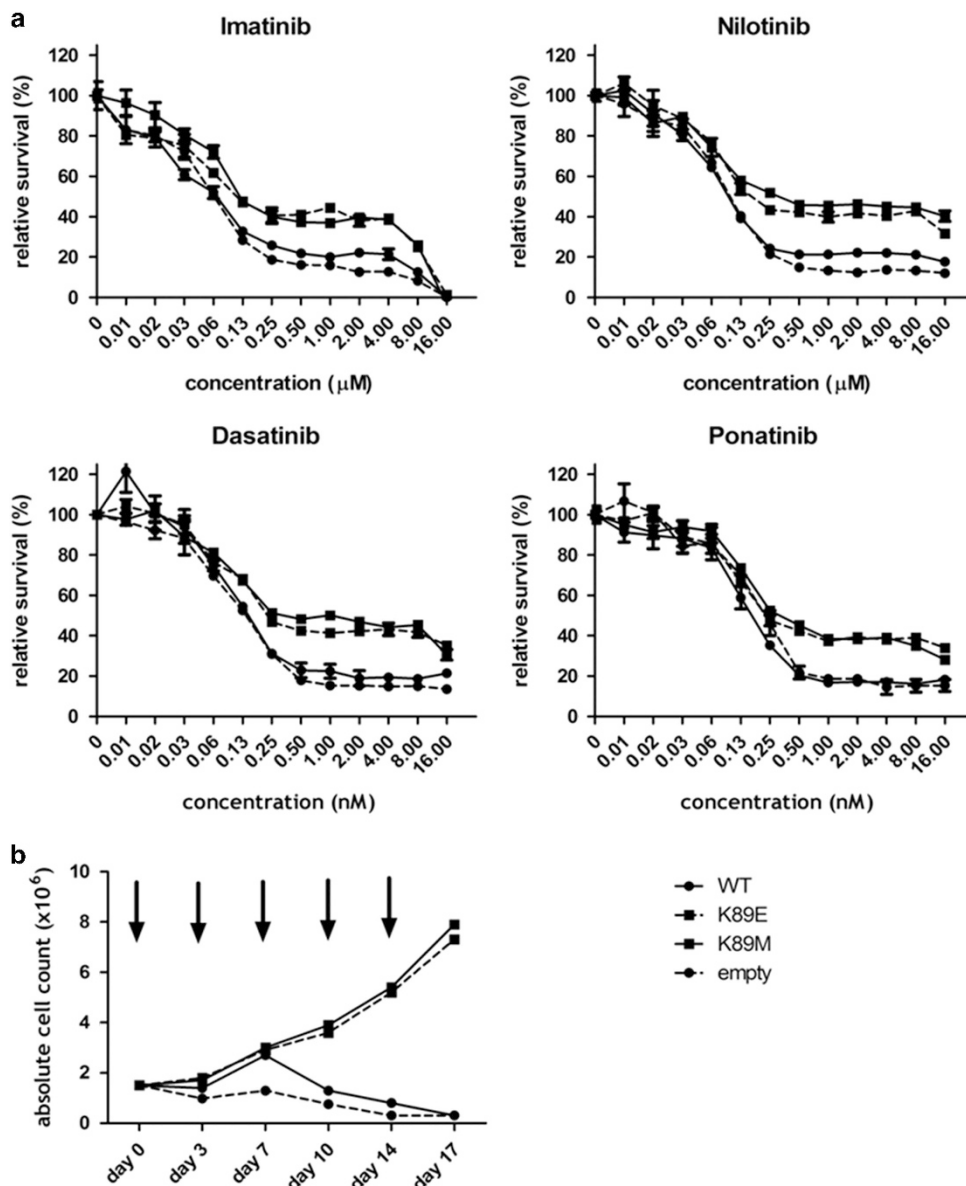 a
Imatinib
relative survival (%)
120
100
80
60
40
20
0
0 0.01 0.02 0.03 0.06 0.13 0.25 0.50 1.00 2.00 4.00 8.00 16.00
concentration (μM)
Nilotinib
relative survival (%)
120
100
80
60
40
20
0
0 0.01 0.02 0.03 0.06 0.13 0.25 0.50 1.00 2.00 4.00 8.00 16.00
concentration (μM)
Dasatinib
relative survival (%)
120
100
80
60
40
20
0
0 0.01 0.02 0.03 0.06 0.13 0.25 0.50 1.00 2.00 4.00 8.00 16.00
concentration (nM)
Ponatinib
relative survival (%)
120
100
80
60
40
20
0
0 0.01 0.02 0.03 0.06 0.13 0.25 0.50 1.00 2.00 4.00 8.00 16.00
concentration (nM)
b
absolute cell count (x10⁶)
10
8
6
4
2
0
day 0 day 3 day 7 day 10 day 14 day 17
WT
K89E
K89M
empty